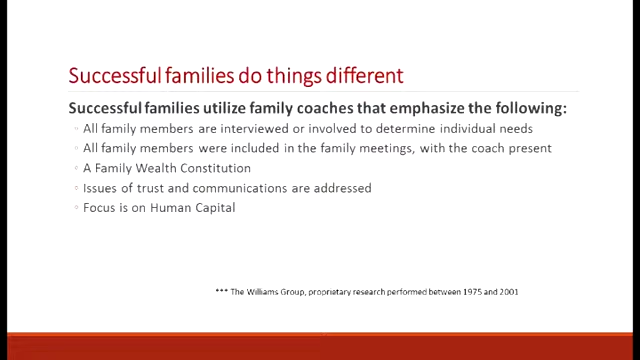 Successful families do things different
Successful families utilize family coaches that emphasize the following:
◦ All family members are interviewed or involved to determine individual needs
◦ All family members were included in the family meetings, with the coach present
◦ A Family Wealth Constitution
◦ Issues of trust and communications are addressed
◦ Focus is on Human Capital
*** The Williams Group, proprietary research performed between 1975 and 2001